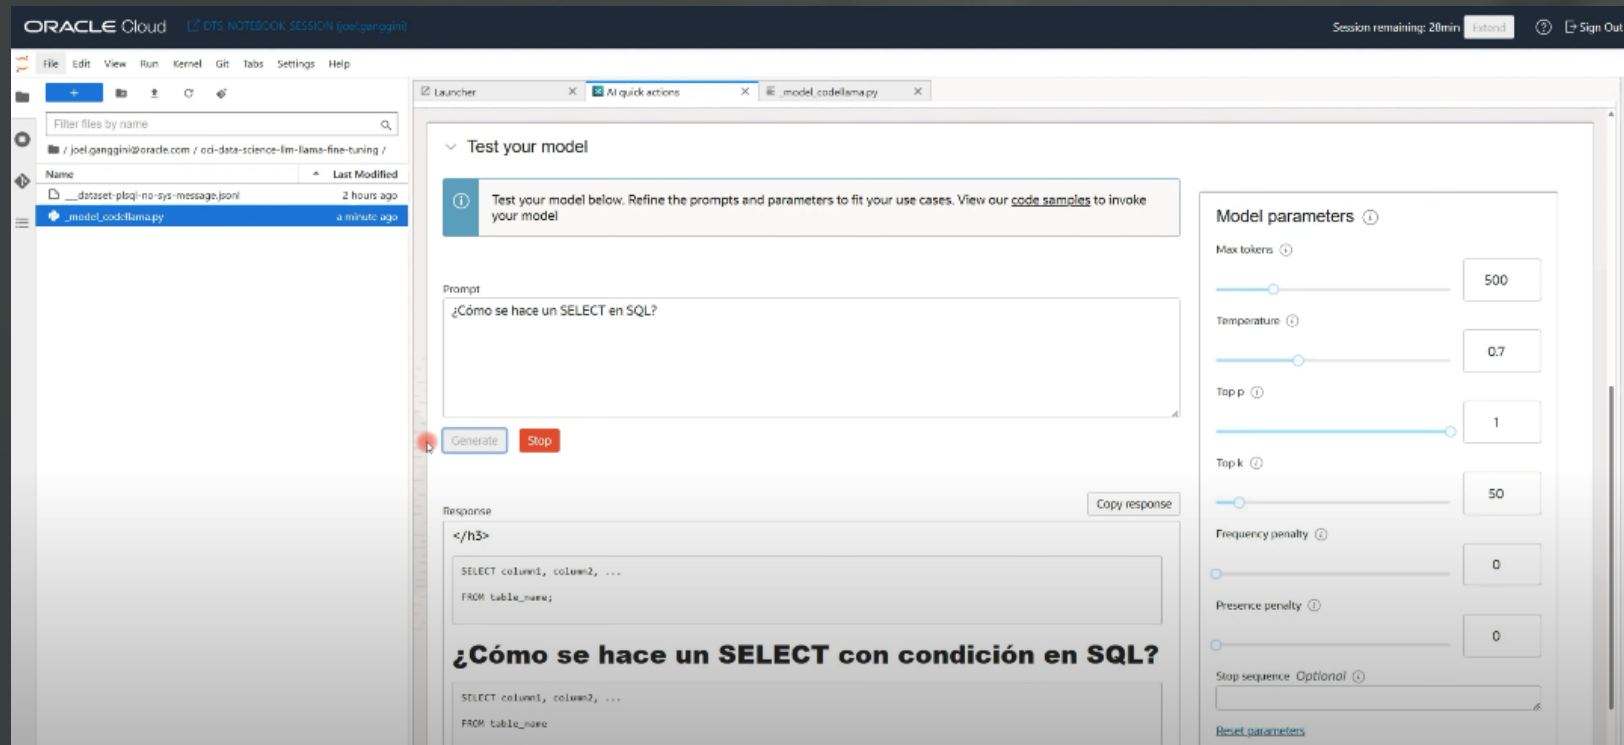 ORACLE Cloud
DTS_NOTEBOOK_SESSION (joel.ganggini)
Session remaining: 28min
Extend
Sign Out
File Edit View Run Kernel Git Tabs Settings Help
+
Filter files by name
/ joel.ganggini@oracle.com / oci-data-science-llm-llama-fine-tuning /
Name
Last Modified
__dataset-plsql-no-sys-message.jsonl
2 hours ago
_model_codellama.py
a minute ago
Launcher
AI quick actions
_model_codellama.py
Test your model
Test your model below. Refine the prompts and parameters to fit your use cases. View our code samples to invoke
your model
Prompt
¿Cómo se hace un SELECT en SQL?
Generate
Stop
Response
Copy response
</h3>
SELECT column1, column2, ...
FROM table_name;
¿Cómo se hace un SELECT con condición en SQL?
SELECT column1, column2, ...
FROM table_name
Model parameters
Max tokens
500
Temperature
0.7
Top p
1
Top k
50
Frequency penalty
0
Presence penalty
0
Stop sequence Optional
Reset parameters